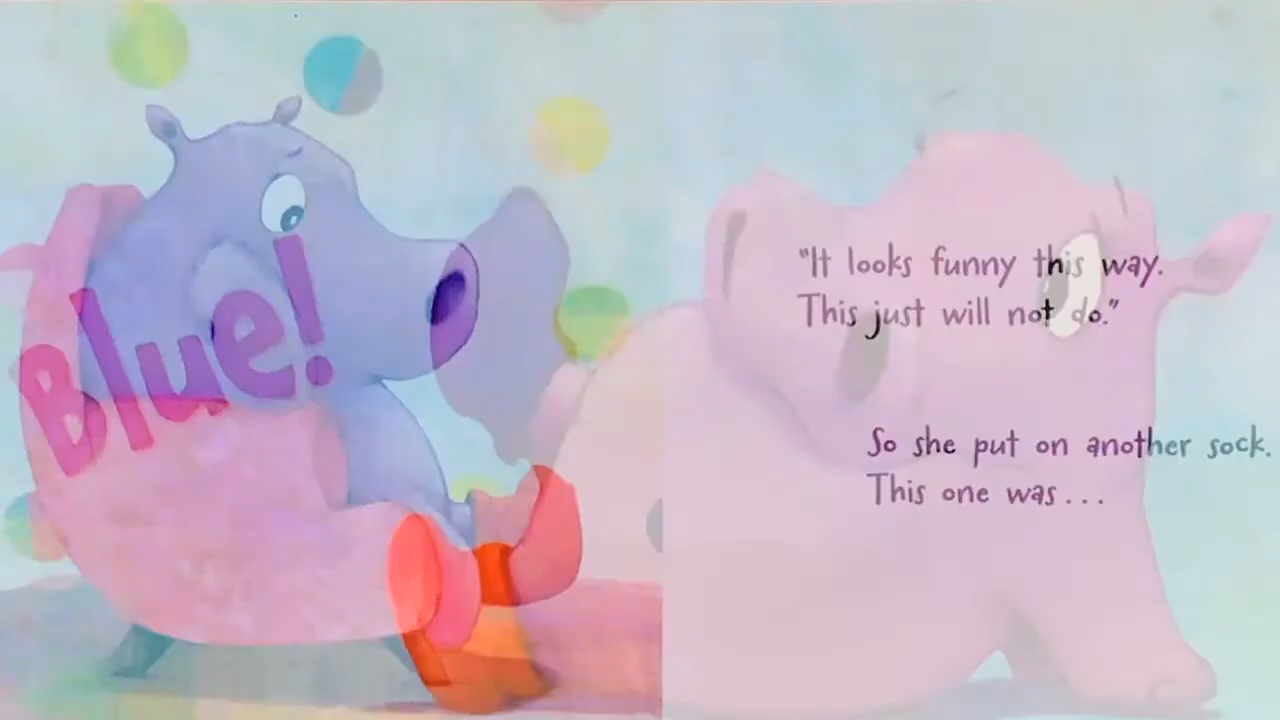 Blue!
"It looks funny this way.
This just will not do."
So she put on another sock.
This one was...